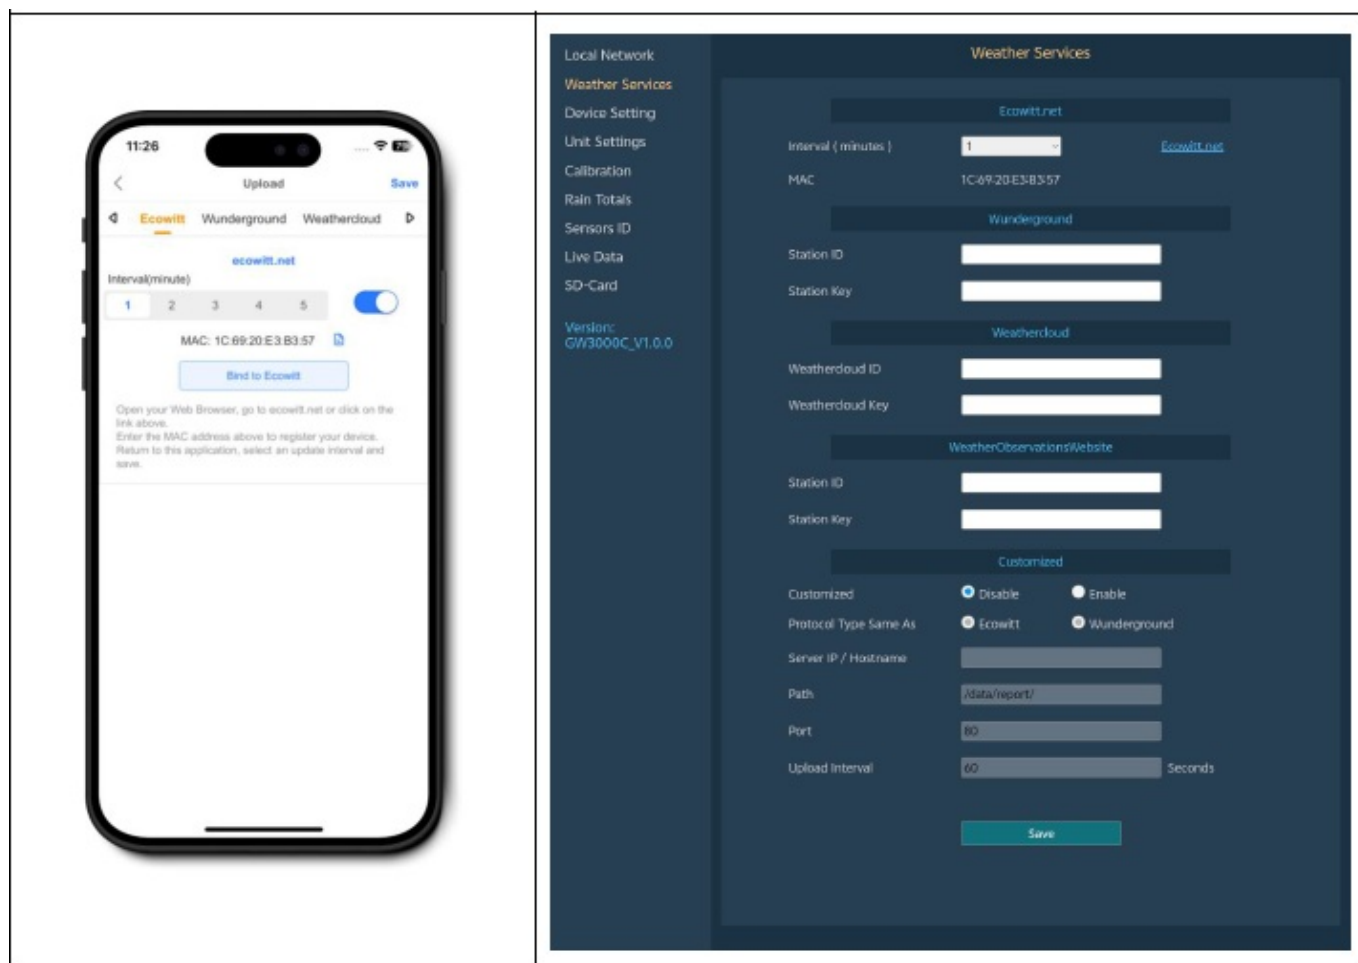 11:26
Upload
Save
Ecowitt Wunderground Weathercloud
ecowitt.net
Interval(minute)
1 2 3 4 5
MAC: 1C:69:20:E3:B3:57
Bind to Ecowitt
Open your Web Browser, go to ecowitt.net or click on the
link above.
Enter the MAC address above to register your device.
Return to this application, select an update interval and
save.
Local Network
Weather Services
Device Setting
Unit Settings
Calibration
Rain Totals
Sensors ID
Live Data
SD-Card
Version:
GW3000C_V1.0.0
Weather Services
Ecowitt.net
Interval ( minutes ) 1 Ecowitt.net
MAC 1C:69:20:E3:B3:57
Wunderground
Station ID
Station Key
Weathercloud
Weathercloud ID
Weathercloud Key
WeatherObservationsWebsite
Station ID
Station Key
Customized
Customized Disable Enable
Protocol Type Same As Ecowitt Wunderground
Server IP / Hostname
Path /data/report/
Port 80
Upload Interval 60 Seconds
Save